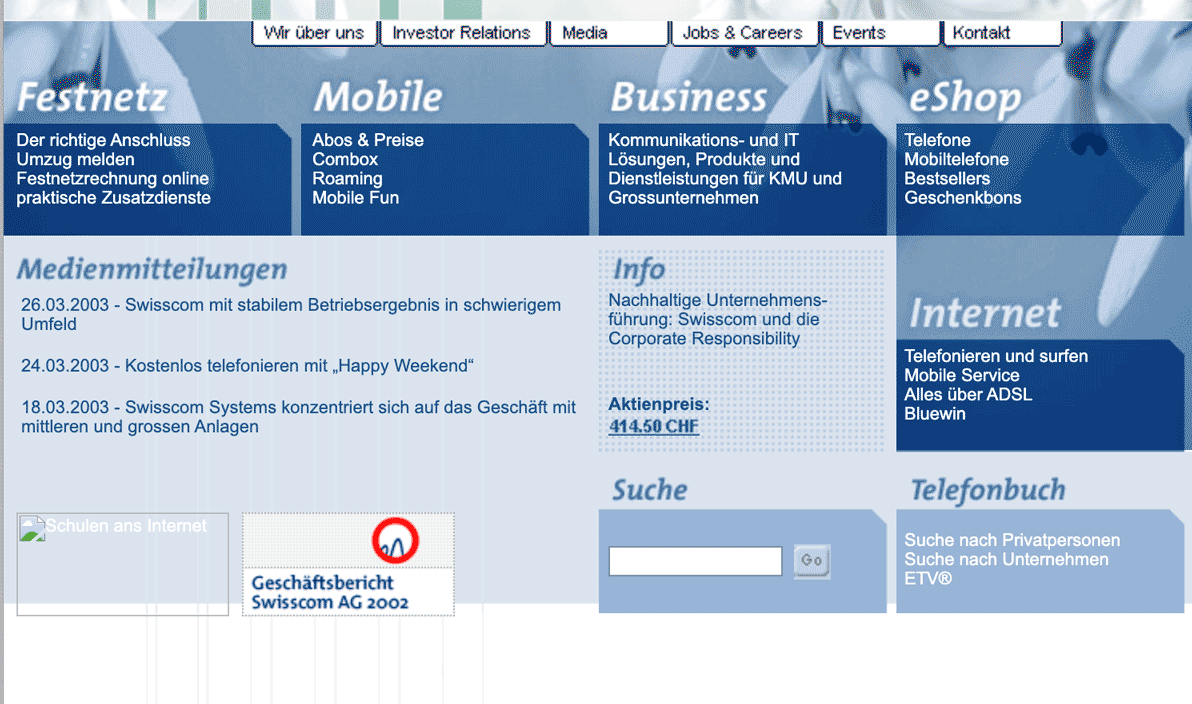 Wir über uns
Investor Relations
Media
Jobs & Careers
Events
Kontakt
Festnetz
Der richtige Anschluss
Umzug melden
Festnetzrechnung online
praktische Zusatzdienste
Mobile
Abos & Preise
Combox
Roaming
Mobile Fun
Business
Kommunikations- und IT
Lösungen, Produkte und
Dienstleistungen für KMU und
Grossunternehmen
eShop
Telefone
Mobiltelefone
Bestsellers
Geschenkbons
Medienmitteilungen
26.03.2003 - Swisscom mit stabilem Betriebsergebnis in schwierigem
Umfeld
24.03.2003 - Kostenlos telefonieren mit „Happy Weekend“
18.03.2003 - Swisscom Systems konzentriert sich auf das Geschäft mit
mittleren und grossen Anlagen
Info
Nachhaltige Unternehmens-
führung: Swisscom und die
Corporate Responsibility
Aktienpreis:
414.50 CHF
Internet
Telefonieren und surfen
Mobile Service
Alles über ADSL
Bluewin
Schulen ans Internet
Geschäftsbericht
Swisscom AG 2002
Suche
Go
Telefonbuch
Suche nach Privatpersonen
Suche nach Unternehmen
ETV®